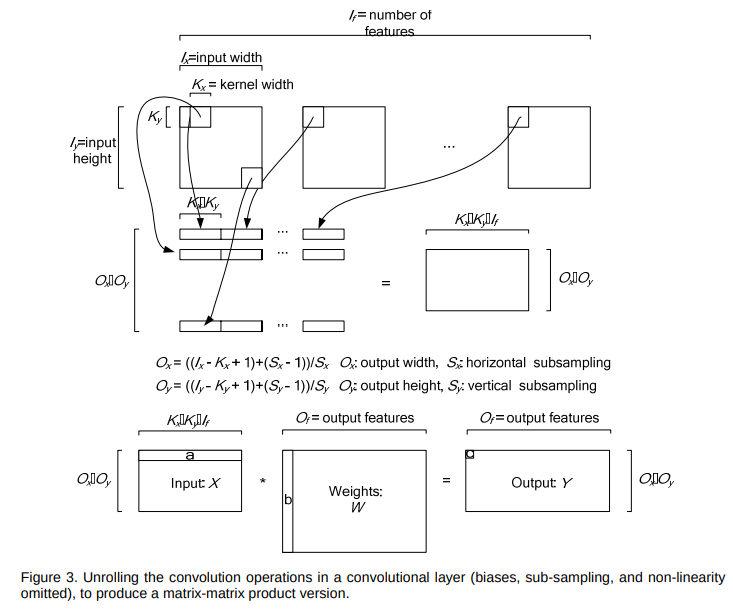 I_f = number of
features
I_x=input width
K_x = kernel width
K_y
I_y=input
height
...
K_x▯K_y
...
...
...
O_x▯O_y
=
K_x▯K_y▯I_f
O_x▯O_y
O_x = ((I_x - K_x + 1)+(S_x - 1))/S_x O_x: output width, S_x: horizontal subsampling
O_y = ((I_y - K_y + 1)+(S_y - 1))/S_y O_y: output height, S_y: vertical subsampling
K_x▯K_y▯I_f
O_f = output features
O_f = output features
O_x▯O_y
a
Input: X
*
b
Weights:
W
=
Output: Y
O_x▯O_y
Figure 3. Unrolling the convolution operations in a convolutional layer (biases, sub-sampling, and non-linearity
omitted), to produce a matrix-matrix product version.